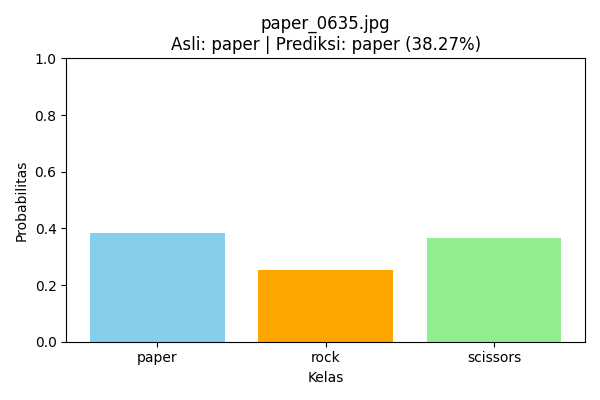 paper_0635.jpg
Asli: paper | Prediksi: paper (38.27%)
1.0
0.8
0.6
0.4
0.2
0.0
Probabilitas
paper rock scissors
Kelas